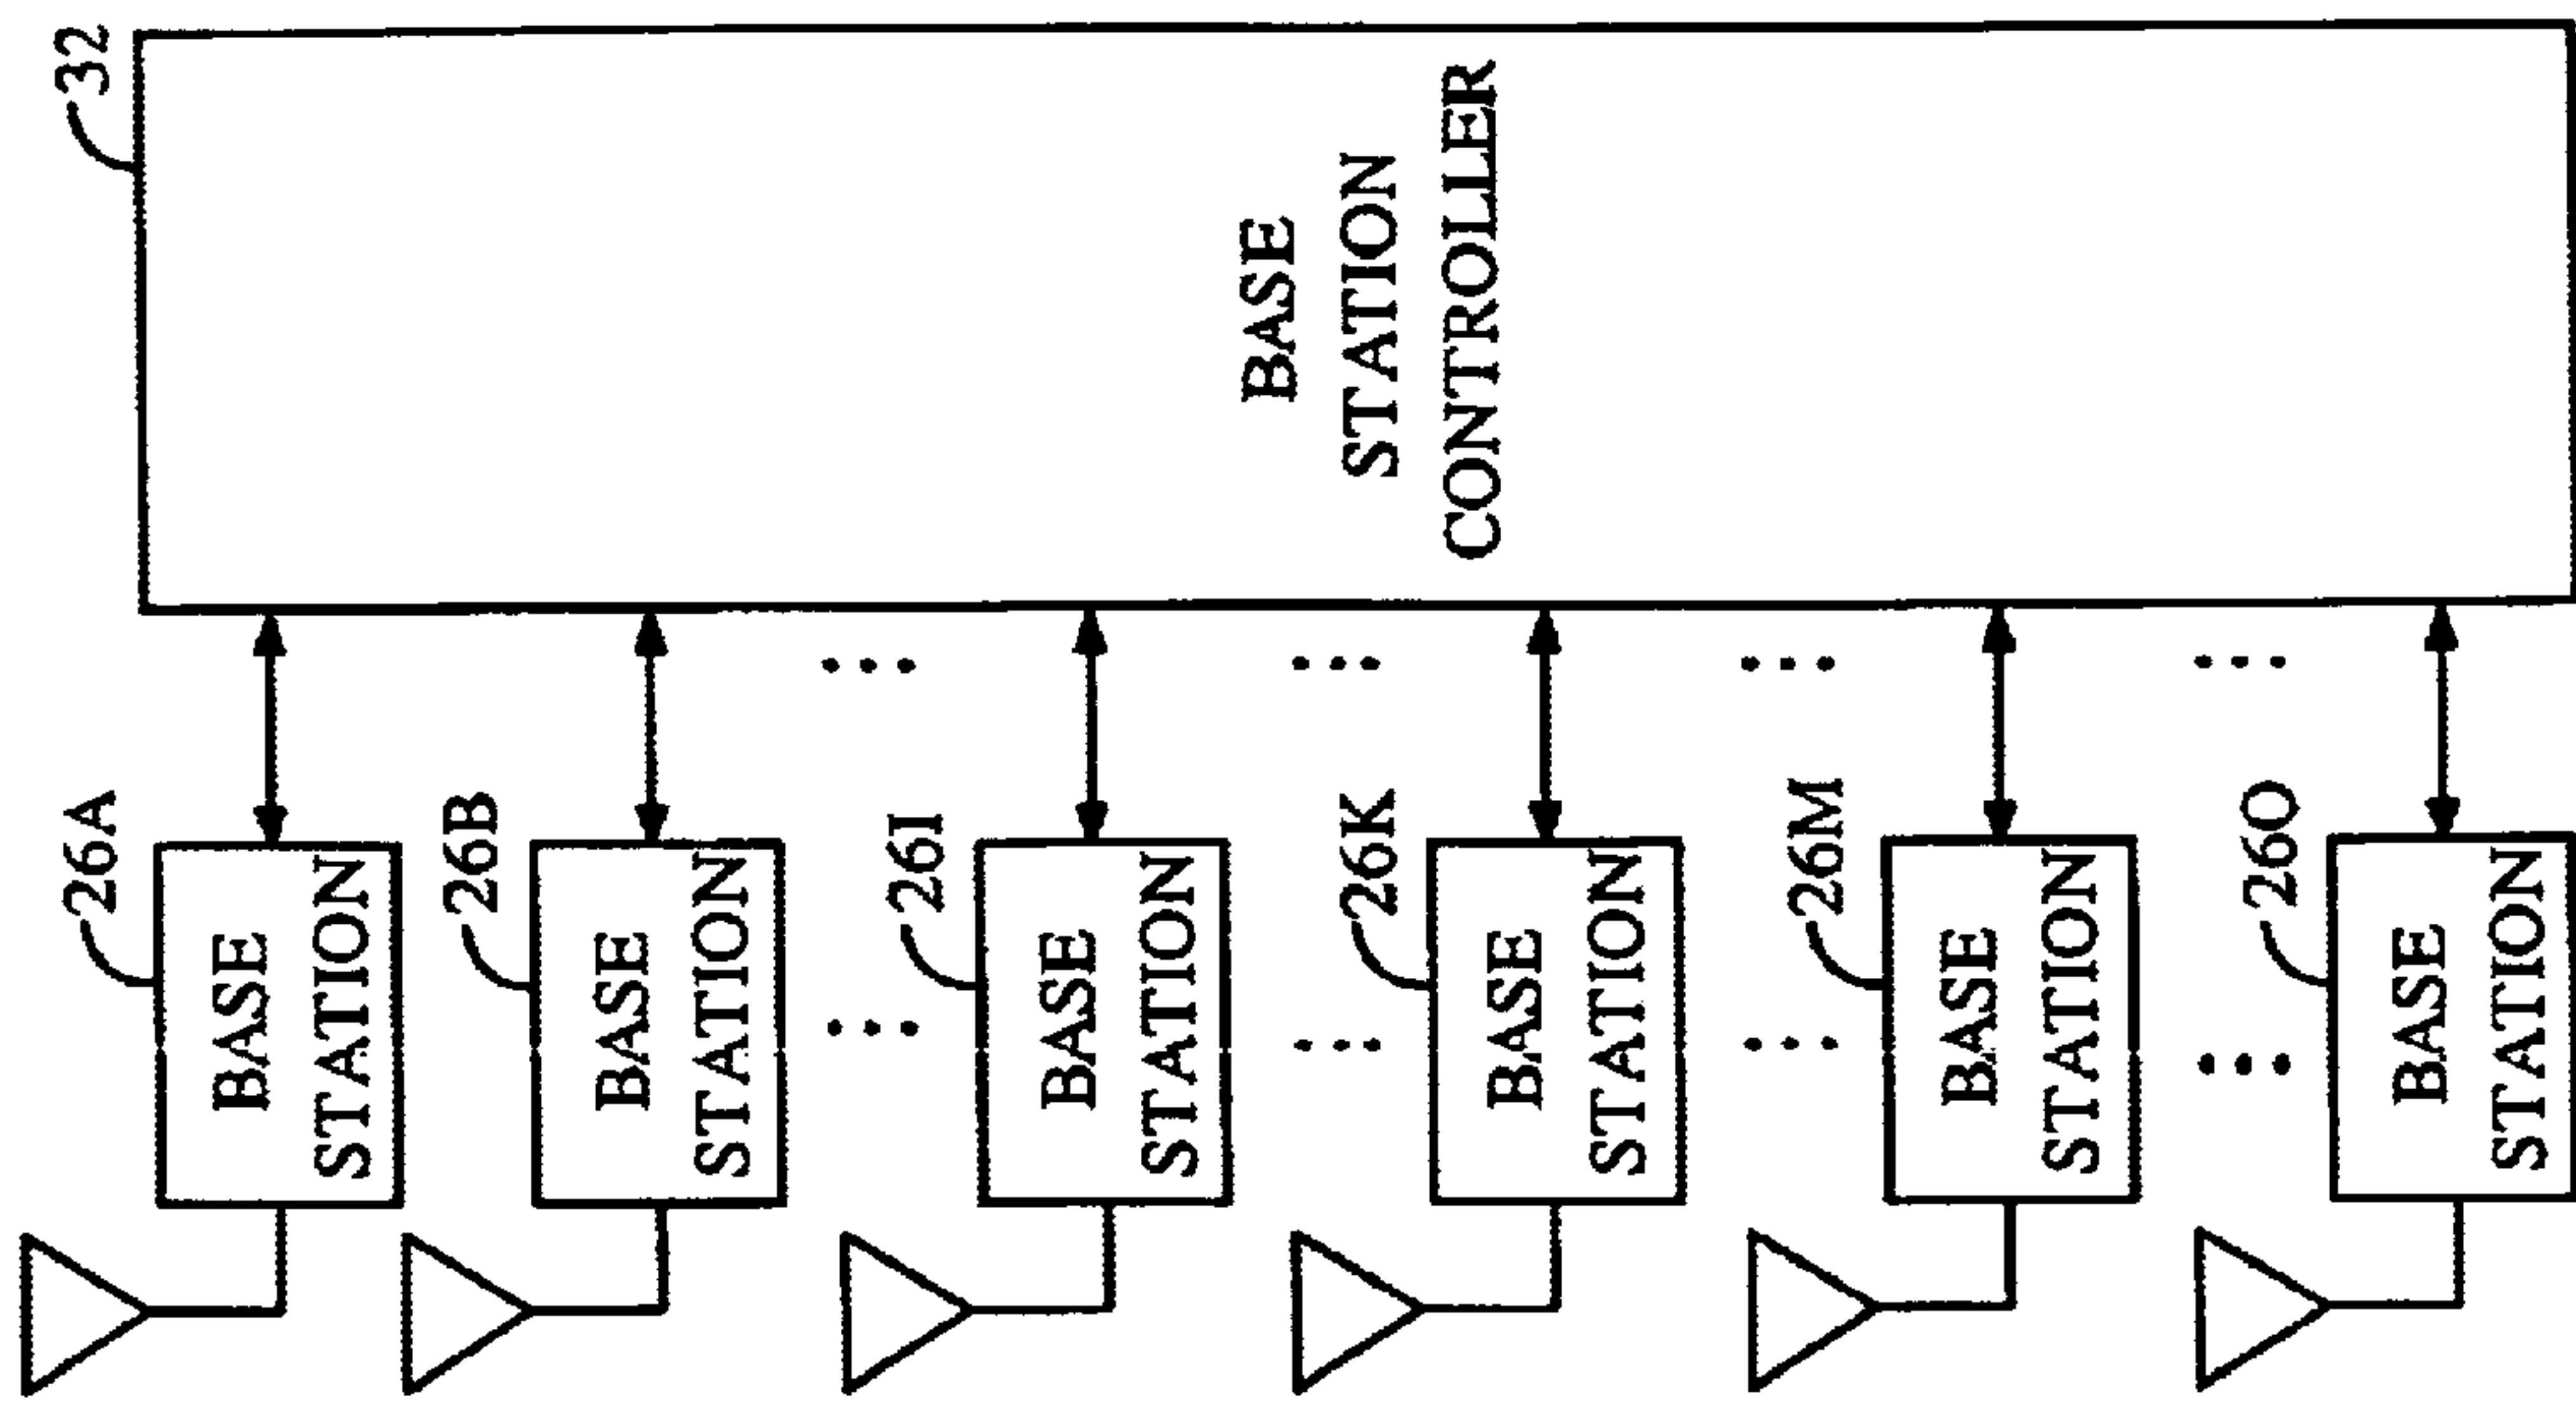 32
BASE
STATION
CONTROLLER
26A
BASE
STATION
26B
BASE
STATION
26I
BASE
STATION
26K
BASE
STATION
26M
BASE
STATION
26O
BASE
STATION